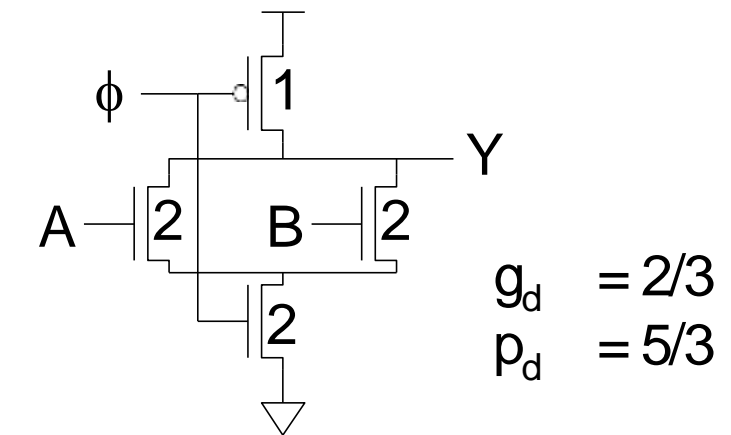 ϕ
1
Y
A 2 B 2
2
g_d = 2/3
p_d = 5/3